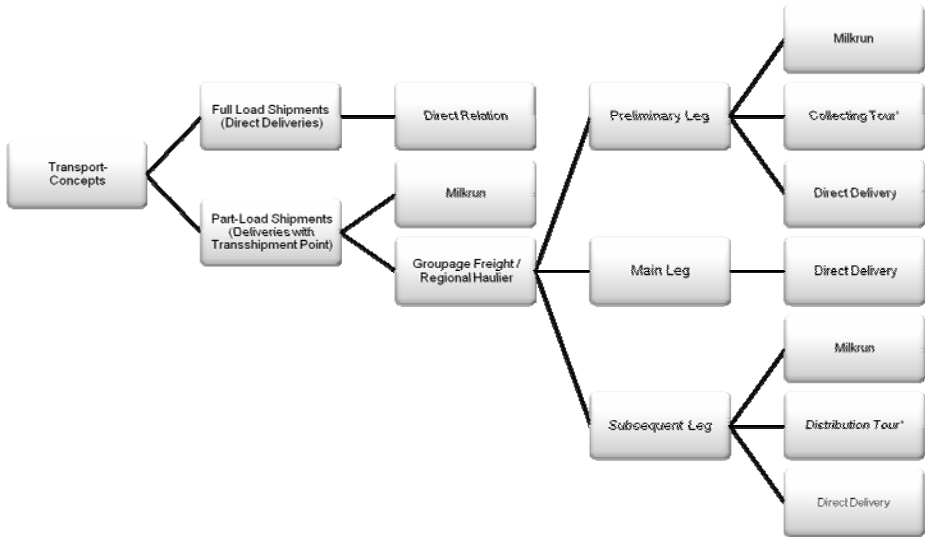 Transport-
Concepts
Full Load Shipments
(Direct Deliveries)
Direct Relation
Part-Load Shipments
(Deliveries with
Transshipment Point)
Milkrun
Groupage Freight /
Regional Haulier
Preliminary Leg
Milkrun
Collecting Tour*
Direct Delivery
Main Leg
Direct Delivery
Subsequent Leg
Milkrun
Distribution Tour*
Direct Delivery